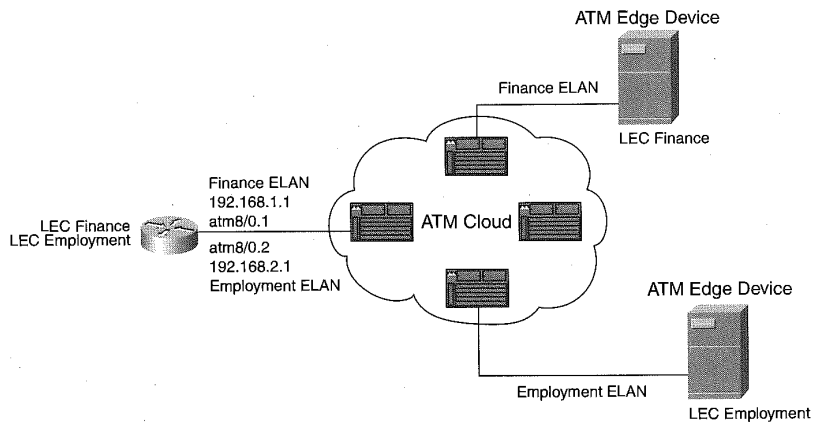 ATM Edge Device
Finance ELAN
LEC Finance
Finance ELAN
192.168.1.1
atm8/0.1
LEC Finance
LEC Employment
ATM Cloud
atm8/0.2
192.168.2.1
Employment ELAN
ATM Edge Device
Employment ELAN
LEC Employment